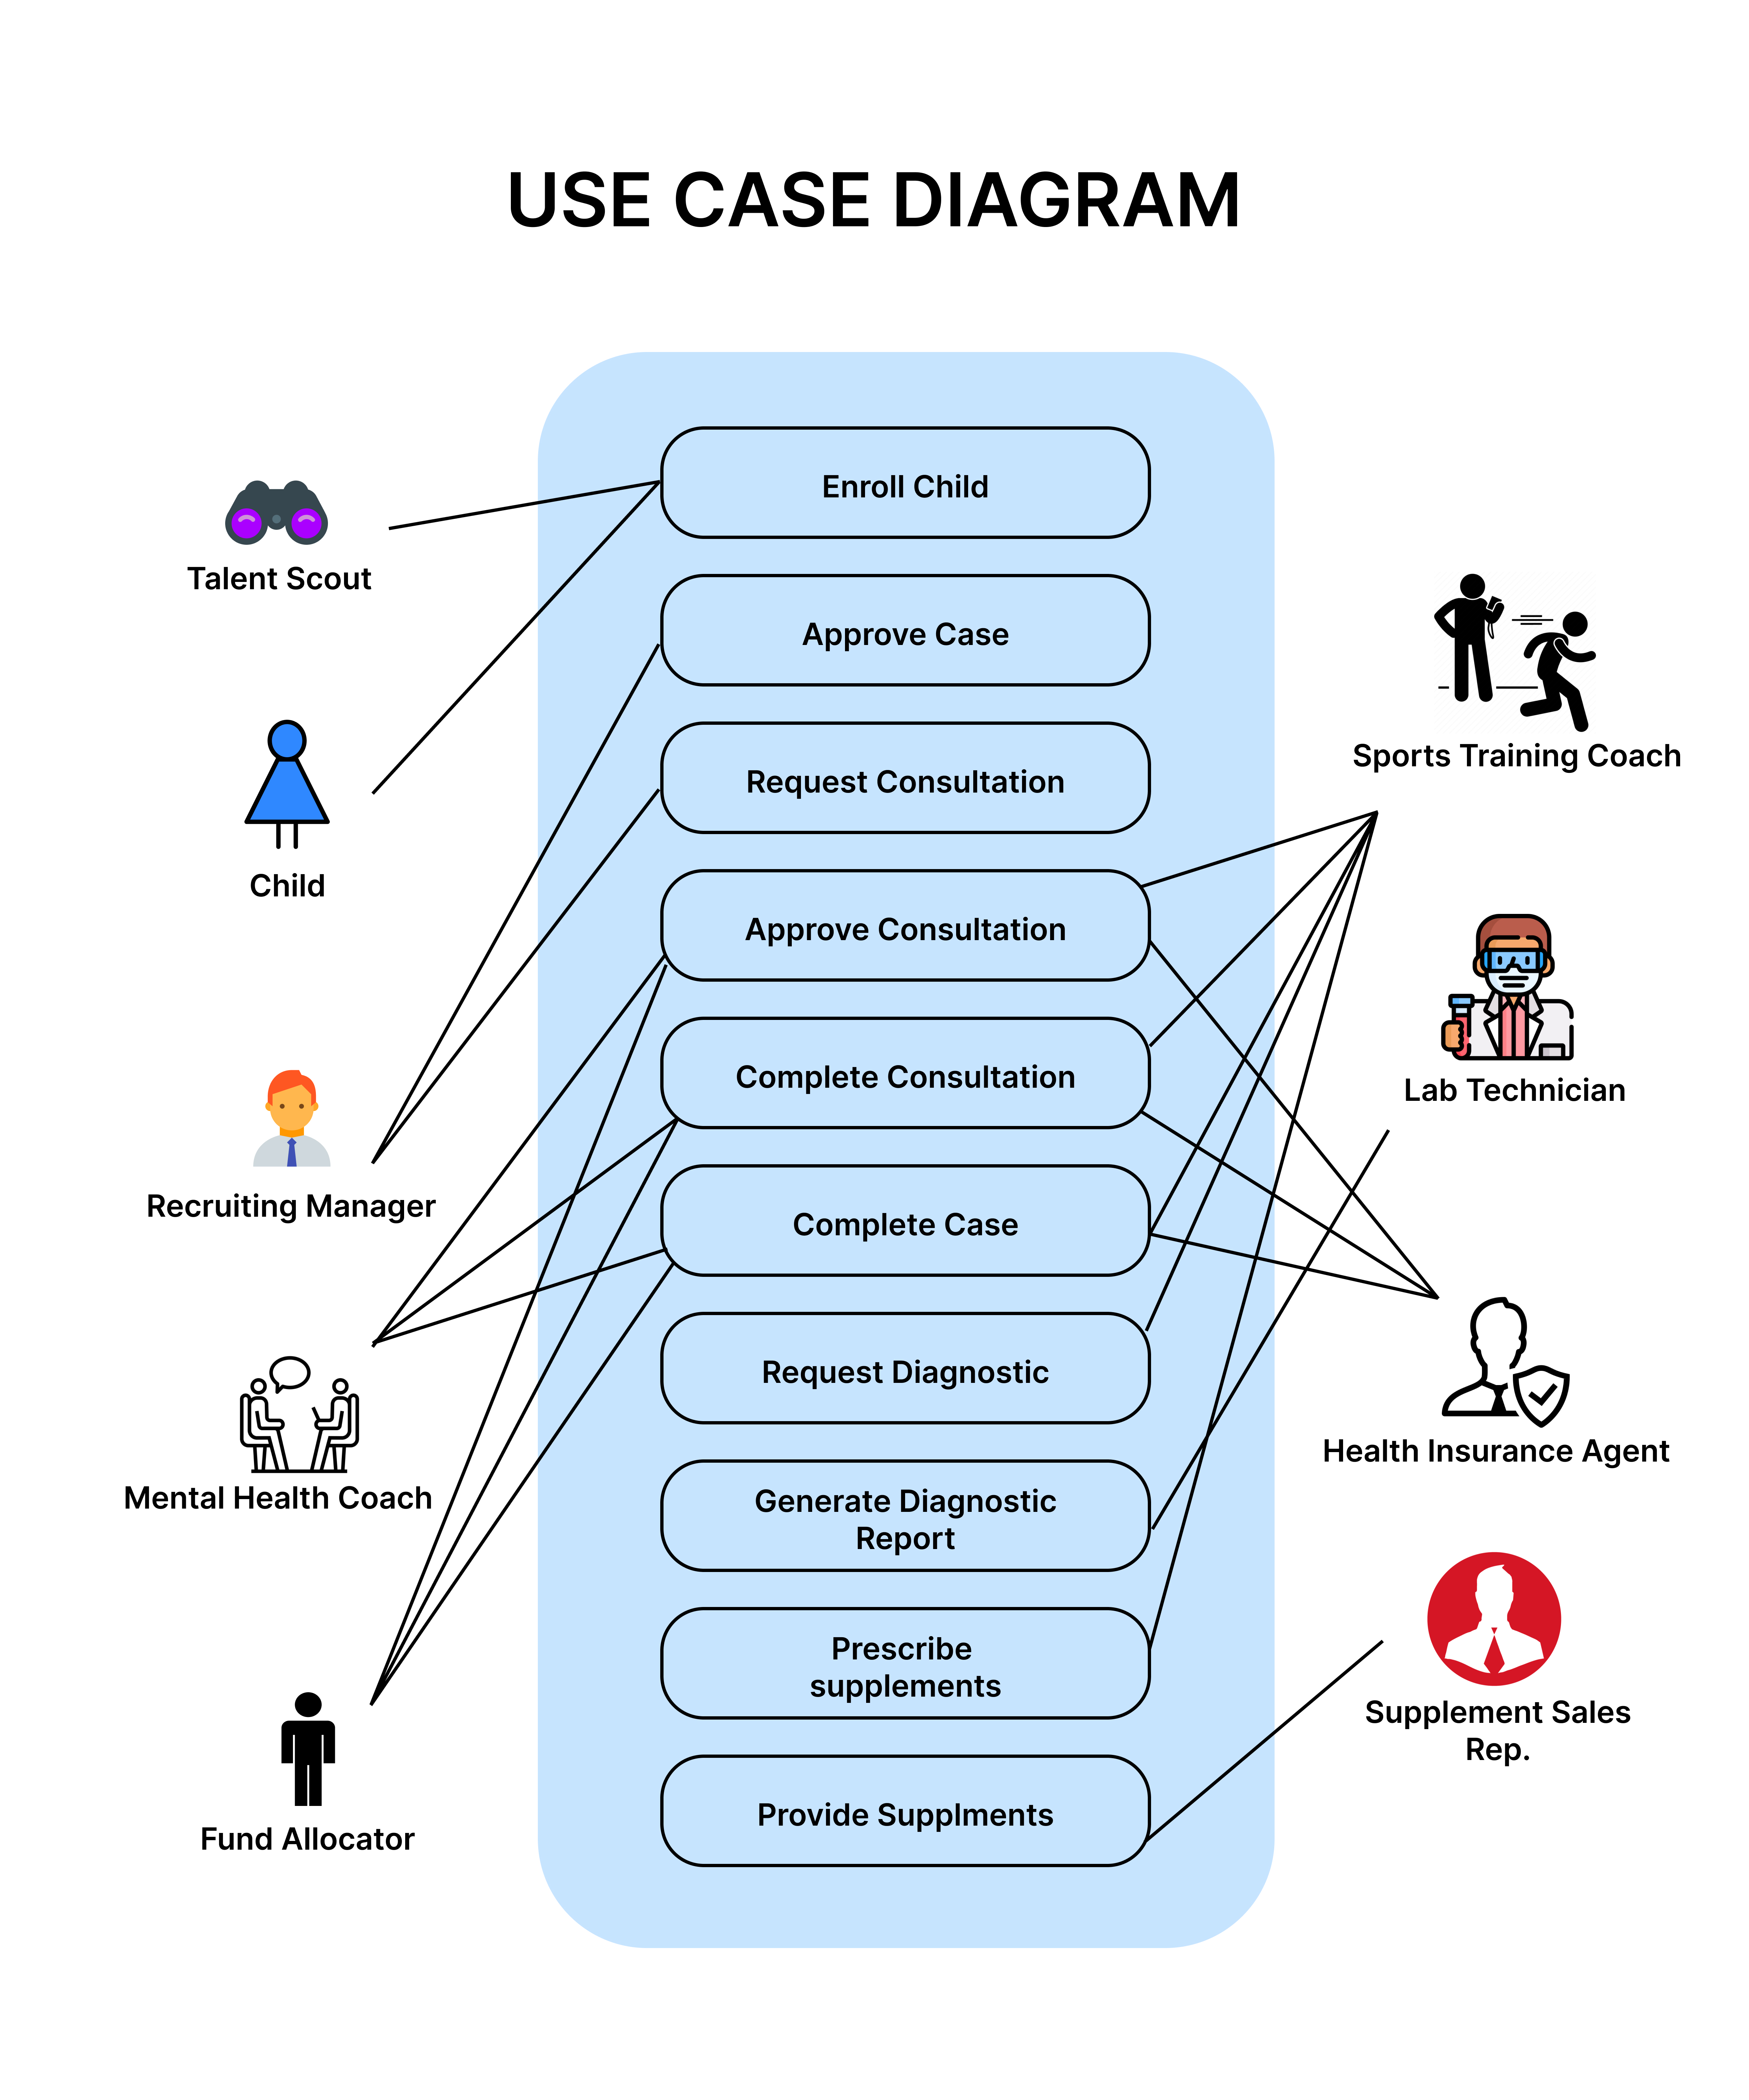 USE CASE DIAGRAM
Enroll Child
Talent Scout
Approve Case
Sports Training Coach
Request Consultation
Child
Approve Consultation
Complete Consultation
Lab Technician
Recruiting Manager
Complete Case
Request Diagnostic
Health Insurance Agent
Mental Health Coach
Generate Diagnostic
Report
Prescribe
supplements
Supplement Sales
Rep.
Provide Supplments
Fund Allocator